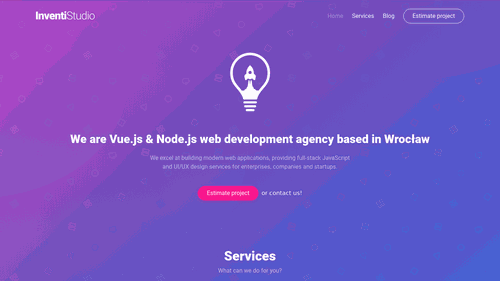 InventiStudio
Home Services Blog Estimate project
We are Vue.js & Node.js web development agency based in Wrocław
We excel at building modern web applications, providing full-stack JavaScript
and UI/UX design services for enterprises, companies and startups.
Estimate project or contact us!
Services
What can we do for you?